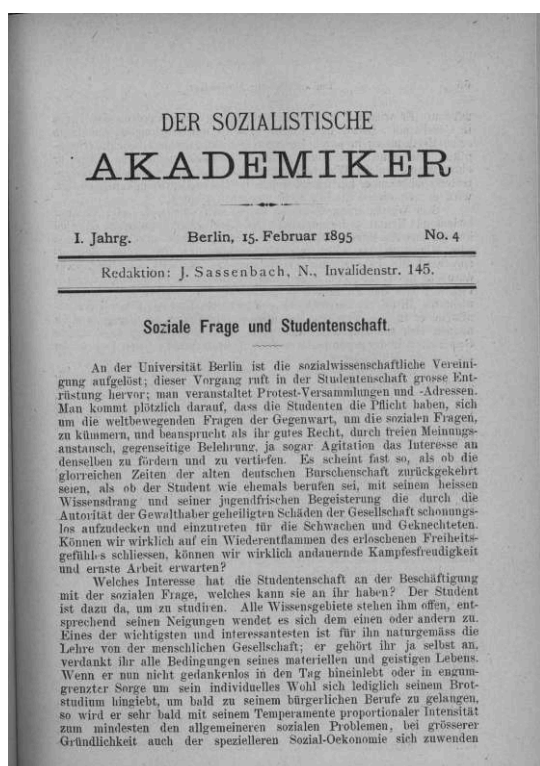 DER SOZIALISTISCHE
AKADEMIKER
I. Jahrg. Berlin, 15. Februar 1895 No. 4
Redaktion: J. Sassenbach, N., Invalidenstr. 145.
Soziale Frage und Studentenschaft.
An der Universität Berlin ist die sozialwissenschaftliche Vereini-
gung aufgelöst; dieser Vorgang ruft in der Studentenschaft grosse Ent-
rüstung hervor; man veranstaltet Protest-Versammlungen und -Adressen.
Man kommt plötzlich darauf, dass die Studenten die Pflicht haben, sich
um die weltbewegenden Fragen der Gegenwart, um die sozialen Fragen,
zu kümmern, und beansprucht als ihr gutes Recht, durch freien Meinungs-
austausch, gegenseitige Belehrung, ja sogar Agitation das Interesse an
denselben zu fördern und zu vertiefen. Es scheint fast so, als ob die
glorreichen Zeiten der alten deutschen Burschenschaft zurückgekehrt
seien, als ob der Student wie ehemals berufen sei, mit seinem heissen
Wissensdrang und seiner jugendfrischen Begeisterung die durch die
Autorität der Gewalthaber geheiligten Schäden der Gesellschaft schonungs-
los aufzudecken und einzutreten für die Schwachen und Geknechteten.
Können wir wirklich auf ein Wiederentflammen des erloschenen Freiheits-
gefühls schliessen, können wir wirklich andauernde Kampfesfreudigkeit
und ernste Arbeit erwarten?
Welches Interesse hat die Studentenschaft an der Beschäftigung
mit der sozialen Frage, welches kann sie an ihr haben? Der Student
ist dazu da, um zu studiren. Alle Wissensgebiete stehen ihm offen, ent-
sprechend seinen Neigungen wendet es sich dem einen oder andern zu.
Eines der wichtigsten und interessantesten ist für ihn naturgemäss die
Lehre von der menschlichen Gesellschaft; er gehört ihr ja selbst an,
verdankt ihr alle Bedingungen seines materiellen und geistigen Lebens.
Wenn er nun nicht gedankenlos in den Tag hineinlebt oder in engum-
grenzter Sorge um sein individuelles Wohl sich lediglich seinem Brot-
studium hingiebt, um bald zu seinem bürgerlichen Berufe zu gelangen,
so wird er sehr bald mit seinem Temperamente proportionaler Intensität
zum mindesten den allgemeineren sozialen Problemen, bei grösserer
Gründlichkeit auch der spezielleren Sozial-Oekonomie sich zuwenden